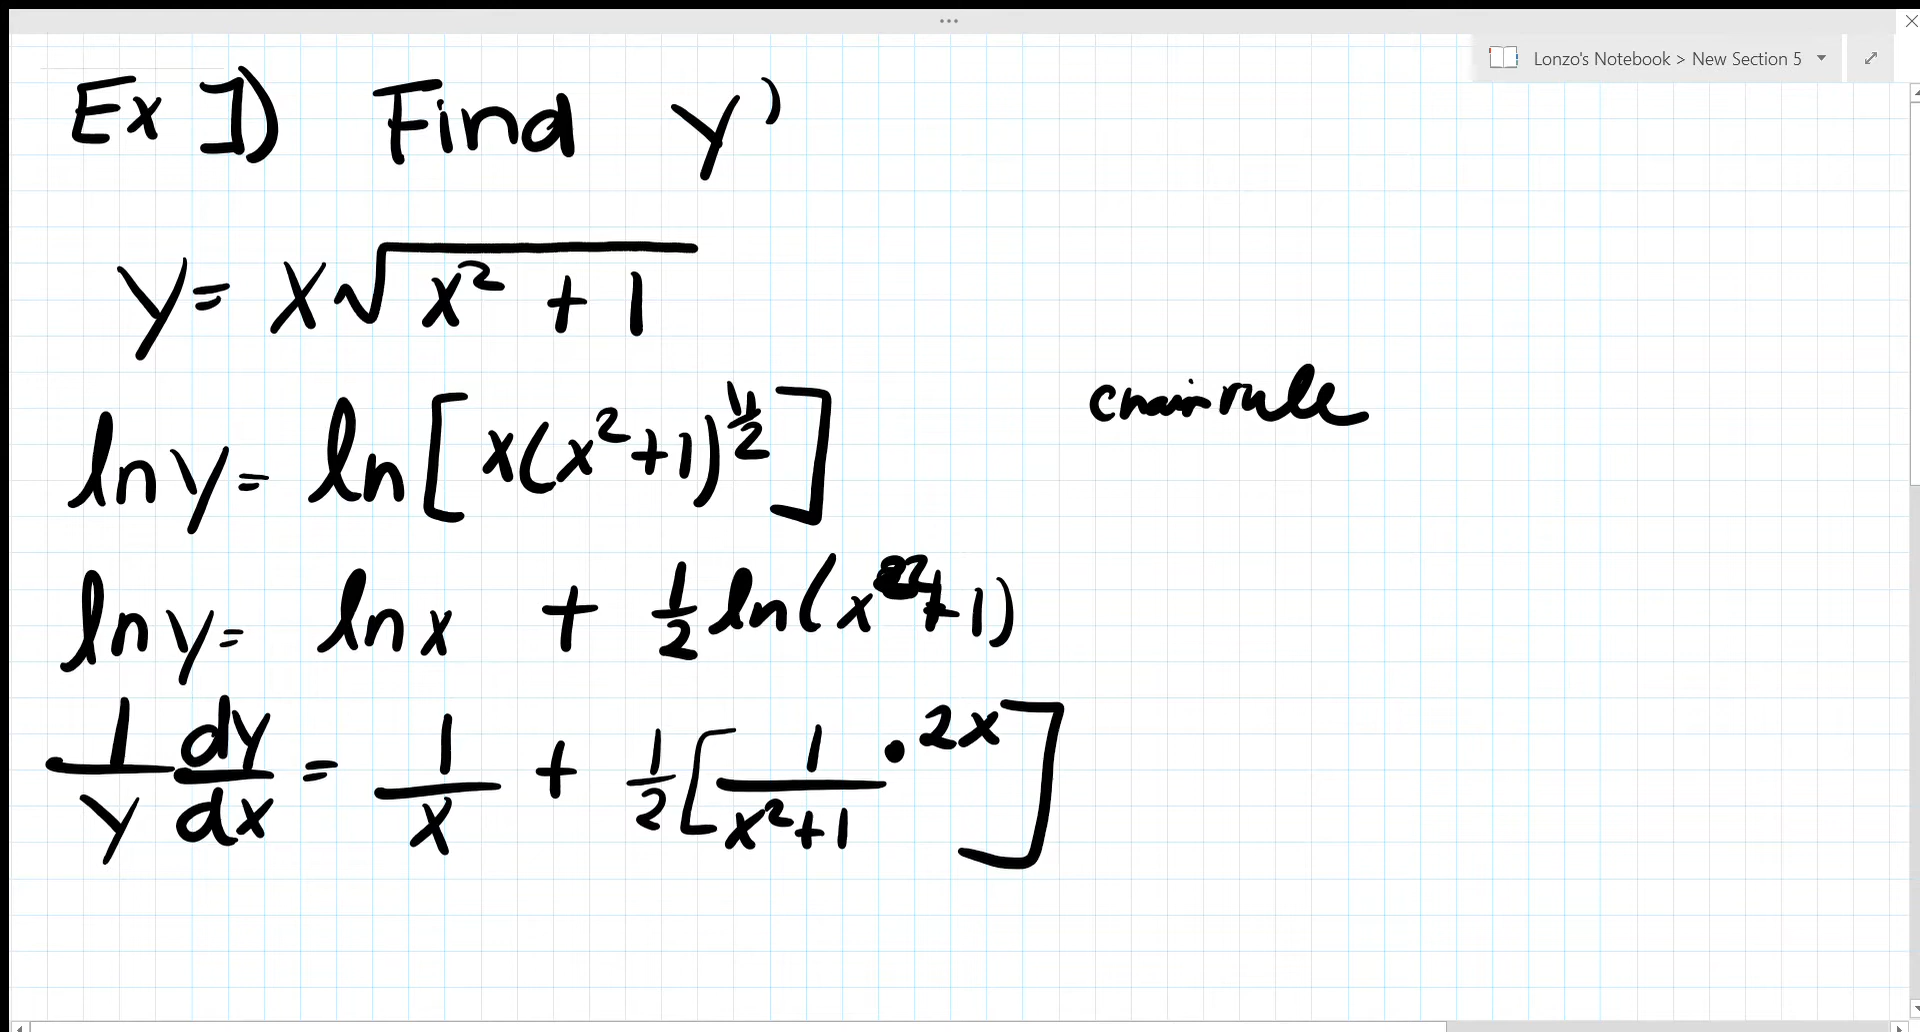 Lonzo's Notebook > New Section 5
Ex 1) Find y'
y = x√(x² + 1)
chain rule
ln y = ln[x(x²+1)^(1/2)]
ln y = ln x + 1/2 ln(x²+1)
1/y dy/dx = 1/x + 1/2[1/(x²+1) • 2x]